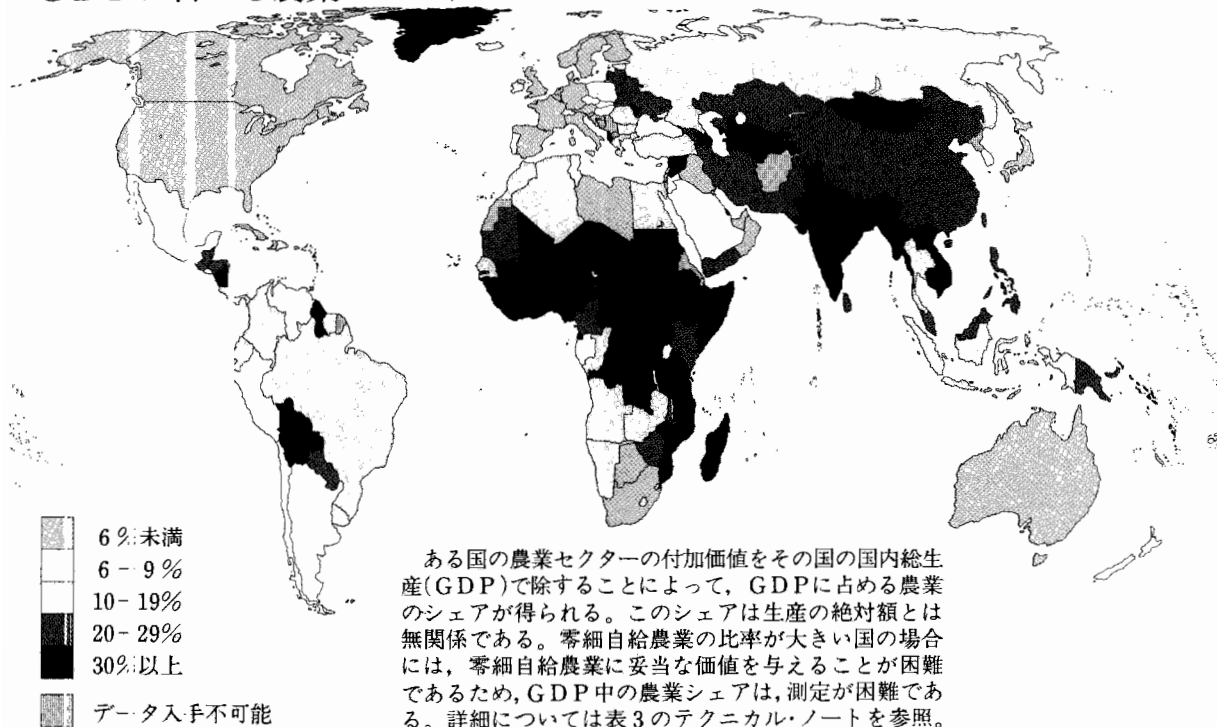 6％未満
6－9％
10－19％
20－29％
30％以上
データ入手不可能
ある国の農業セクターの付加価値をその国の国内総生
産(GDP)で除することによって，GDPに占める農業
のシェアが得られる。このシェアは生産の絶対額とは
無関係である。零細自給農業の比率が大きい国の場合
には，零細自給農業に妥当な価値を与えることが困難
であるため，GDP中の農業シェアは，測定が困難であ
る。詳細については表3のテクニカル・ノートを参照。